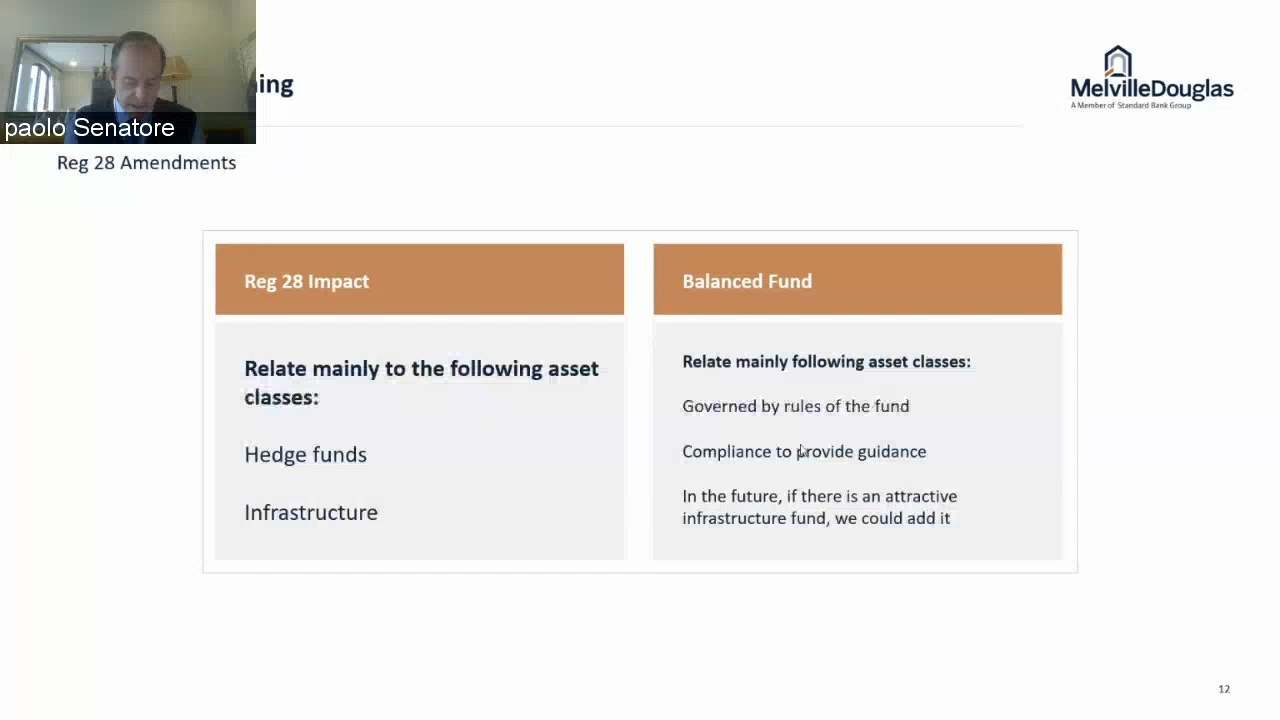 ing
MelvilleDouglas
A Member of Standard Bank Group
paolo Senatore
Reg 28 Amendments
Reg 28 Impact
Relate mainly to the following asset
classes:
Hedge funds
Infrastructure
Balanced Fund
Relate mainly following asset classes:
Governed by rules of the fund
Compliance to provide guidance
In the future, if there is an attractive
infrastructure fund, we could add it
12